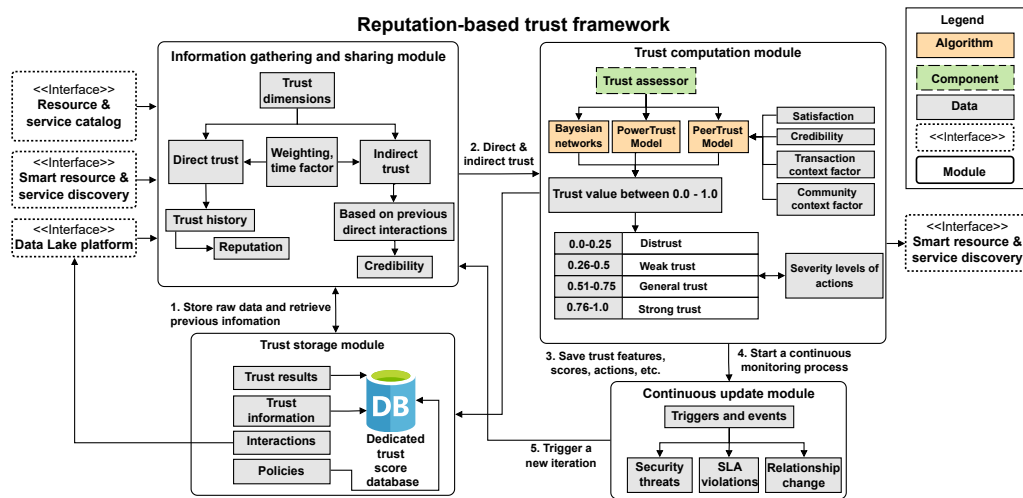 Reputation-based trust framework
Information gathering and sharing module
Trust
dimensions
Direct trust
Weighting,
time factor
Indirect
trust
Trust history
Reputation
Based on previous
direct interactions
Credibility
<<Interface>>
Resource &
service catalog
<<Interface>>
Smart resource &
service discovery
<<Interface>>
Data Lake platform
2. Direct &
indirect trust
Trust computation module
Trust assessor
Bayesian
networks
PowerTrust
Model
PeerTrust
Model
Satisfaction
Credibility
Transaction
context factor
Community
context factor
Trust value between 0.0 - 1.0
0.0-0.25 Distrust
0.26-0.5 Weak trust
0.51-0.75 General trust
0.76-1.0 Strong trust
Severity levels of
actions
Legend
Algorithm
Component
Data
<<Interface>>
Module
<<Interface>>
Smart resource &
service discovery
1. Store raw data and retrieve
previous infomation
Trust storage module
Trust results
Trust
information
Interactions
Policies
DB
Dedicated
trust
score
database
3. Save trust features,
scores, actions, etc.
4. Start a continuous
monitoring process
Continuous update module
Triggers and events
Security
threats
SLA
violations
Relationship
change
5. Trigger a
new iteration